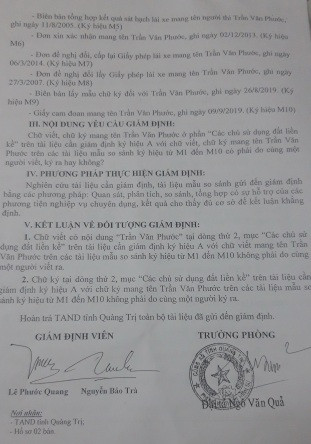 - Biên bản tổng hợp kết quả sát hạch lái xe mang tên người thi Trần Văn Phước,
ghi ngày 11/8/2005. (Ký hiệu M5)
- Đơn xin xác nhận mang tên Trần Văn Phước, ghi ngày 02/12/2013. (Ký hiệu
M6)
- Đơn đề nghị đổi, cấp lại Giấy phép lái xe mang tên Trần Văn Phước, ghi ngày
06/3/2014. (Ký hiệu M7)
- Đơn đề nghị đổi lấy Giấy phép lái xe mang tên Trần Văn Phước, ghi ngày
27/3/2007. (Ký hiệu M8)
- Biên bản lấy mẫu chữ ký đối với Trần Văn Phước, ghi ngày 26/8/2019. (Ký
hiệu M9)
- Giấy cam đoan mang tên Trần Văn Phước, ghi ngày 09/9/2019. (Ký hiệu M10)
III. NỘI DUNG YÊU CẦU GIÁM ĐỊNH:
Chữ viết, chữ ký mang tên Trần Văn Phước ở phần "Các chủ sử dụng đất liền
kề" trên tài liệu cần giám định ký hiệu A với chữ viết, chữ ký mang tên Trần Văn
Phước trên các tài liệu mẫu so sánh ký hiệu từ M1 đến M10 có phải do cùng một
người viết, ký ra hay không?
IV. PHƯƠNG PHÁP THỰC HIỆN GIÁM ĐỊNH:
Nghiên cứu tài liệu cần giám định, tài liệu mẫu so sánh gửi đến giám định
bằng các phương pháp: Quan sát, phân tích, so sánh, tổng hợp có sự hỗ trợ của các
phương tiện nghiệp vụ chuyên dụng, kết quả cho thấy đủ cơ sở để kết luận khẳng
định.
V. KẾT LUẬN VỀ ĐỐI TƯỢNG GIÁM ĐỊNH:
1. Chữ viết có nội dung "Trần Văn Phước" tại dòng thứ 2, mục "Các chủ sử
dụng đất liền kề" trên tài liệu cần giám định ký hiệu A với chữ viết mang tên Trần
Văn Phước trên các tài liệu mẫu so sánh ký hiệu từ M1 đến M10 không phải do cùng
một người viết ra.
2. Chữ ký tại dòng thứ 2, mục "Các chủ sử dụng đất liền kề" trên tài liệu cần
giám định ký hiệu A với chữ ký mang tên Trần Văn Phước trên các tài liệu mẫu so
sánh ký hiệu từ M1 đến M10 không phải do cùng một người ký ra.
Hoàn trả TAND tỉnh Quảng Trị toàn bộ tài liệu đã gửi đến giám định.
GIÁM ĐỊNH VIÊN TRƯỞNG PHÒNG
Lê Phước Quang Nguyễn Bảo Trà Đại tá Ngô Văn Quả
Nơi nhận:
- TAND tỉnh Quảng Trị;
- Hồ sơ 02 bản.